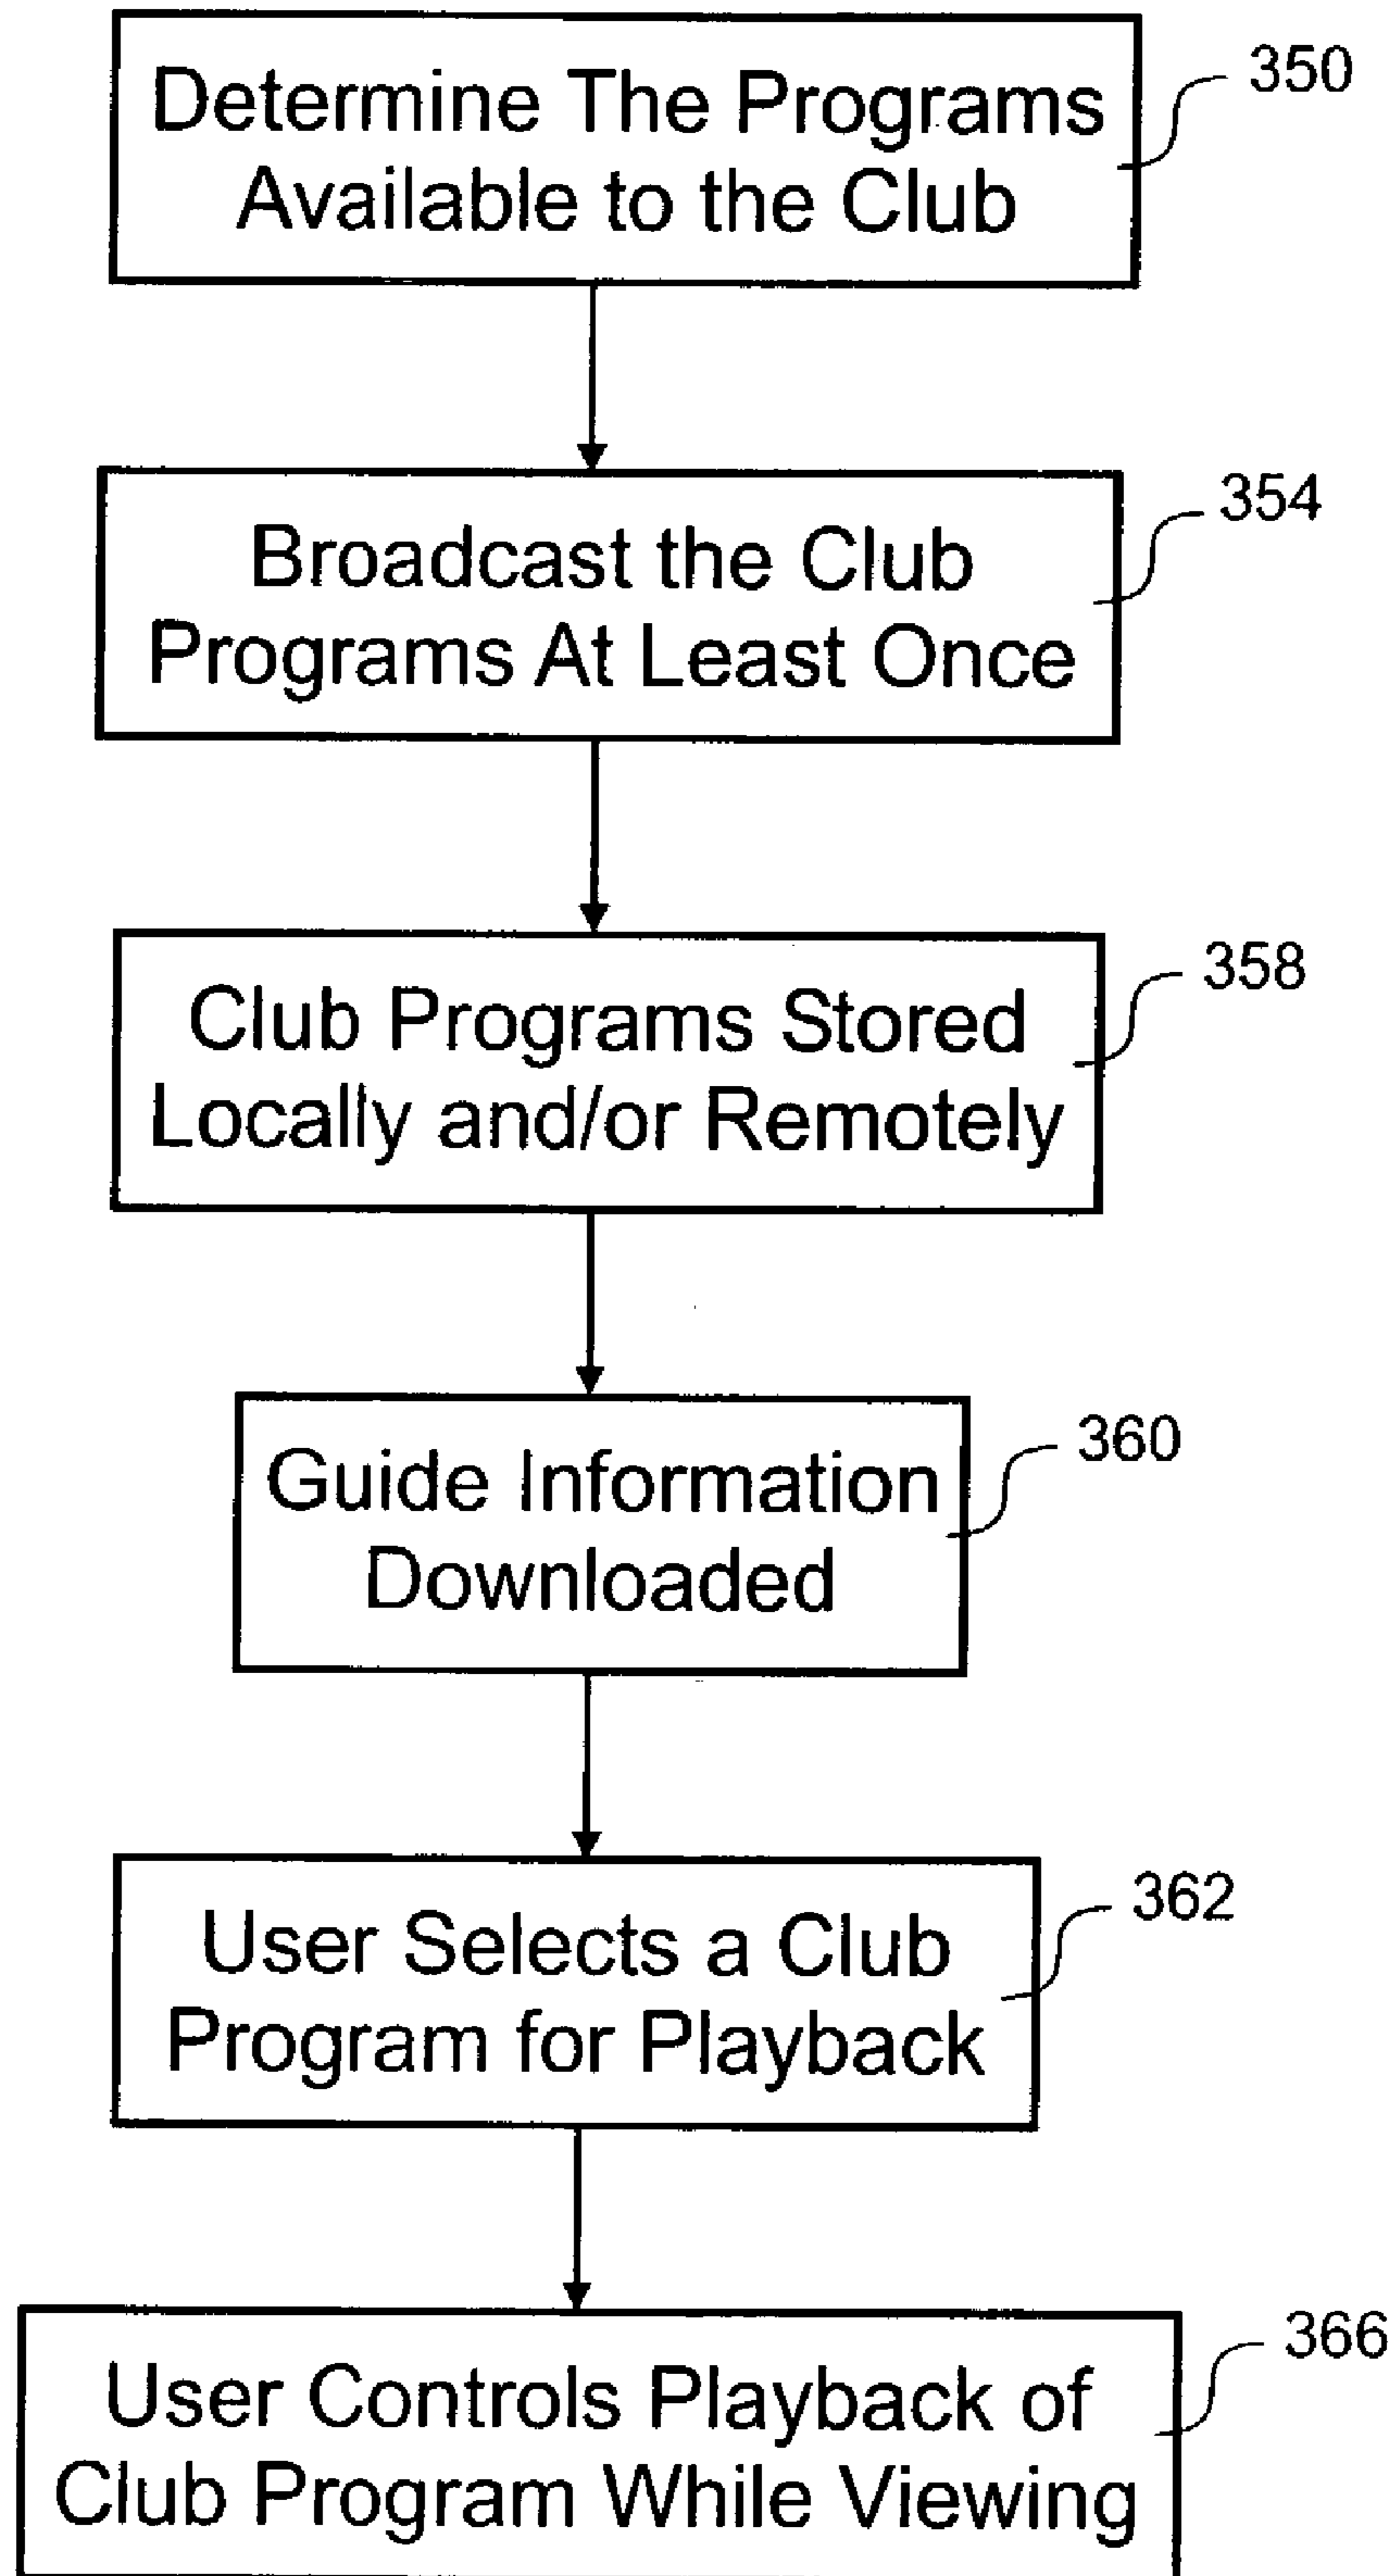 Determine The Programs
Available to the Club
350
Broadcast the Club
Programs At Least Once
354
Club Programs Stored
Locally and/or Remotely
358
Guide Information
Downloaded
360
User Selects a Club
Program for Playback
362
User Controls Playback of
Club Program While Viewing
366